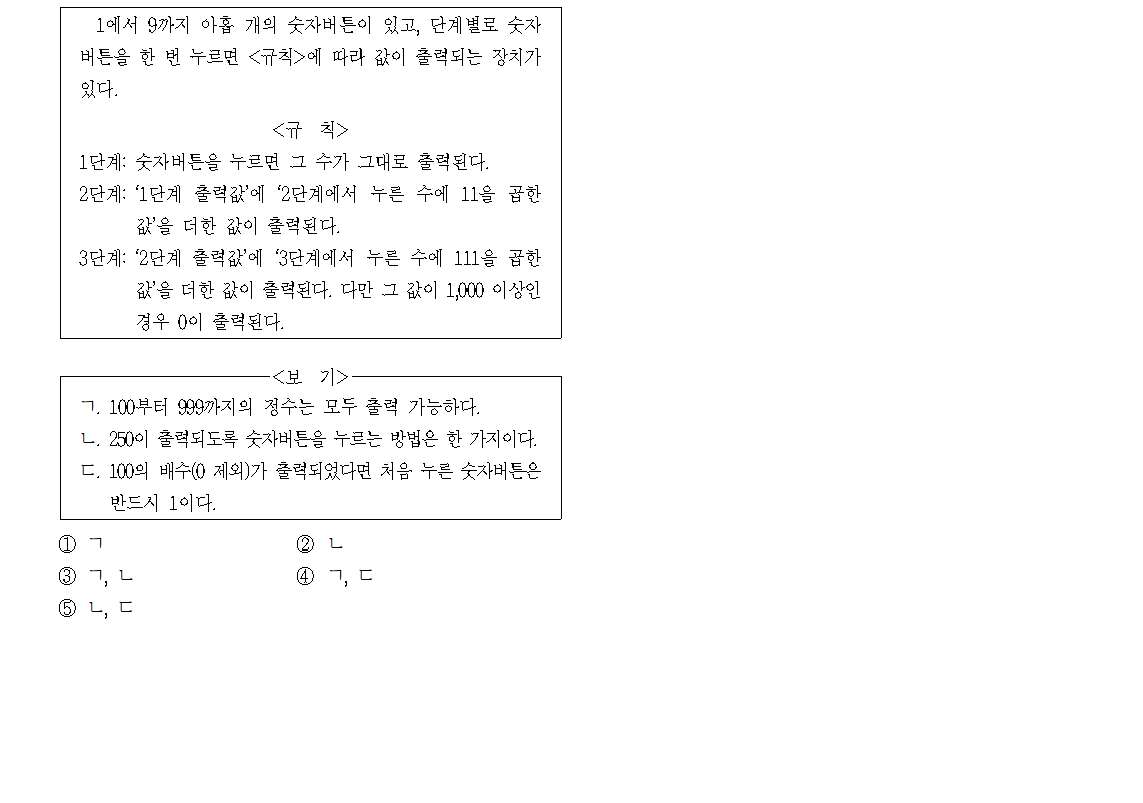 1에서 9까지 아홉 개의 숫자버튼이 있고, 단계별로 숫자
버튼을 한 번 누르면 <규칙>에 따라 값이 출력되는 장치가
있다.
<규 칙>
1단계: 숫자버튼을 누르면 그 수가 그대로 출력된다.
2단계: ‘1단계 출력값’에 ‘2단계에서 누른 수에 11을 곱한
값’을 더한 값이 출력된다.
3단계: ‘2단계 출력값’에 ‘3단계에서 누른 수에 111을 곱한
값’을 더한 값이 출력된다. 다만 그 값이 1,000 이상인
경우 0이 출력된다.
<보 기>
ㄱ. 100부터 999까지의 정수는 모두 출력 가능하다.
ㄴ. 250이 출력되도록 숫자버튼을 누르는 방법은 한 가지이다.
ㄷ. 100의 배수(0 제외)가 출력되었다면 처음 누른 숫자버튼은
반드시 1이다.
① ㄱ ② ㄴ
③ ㄱ, ㄴ ④ ㄱ, ㄷ
⑤ ㄴ, ㄷ